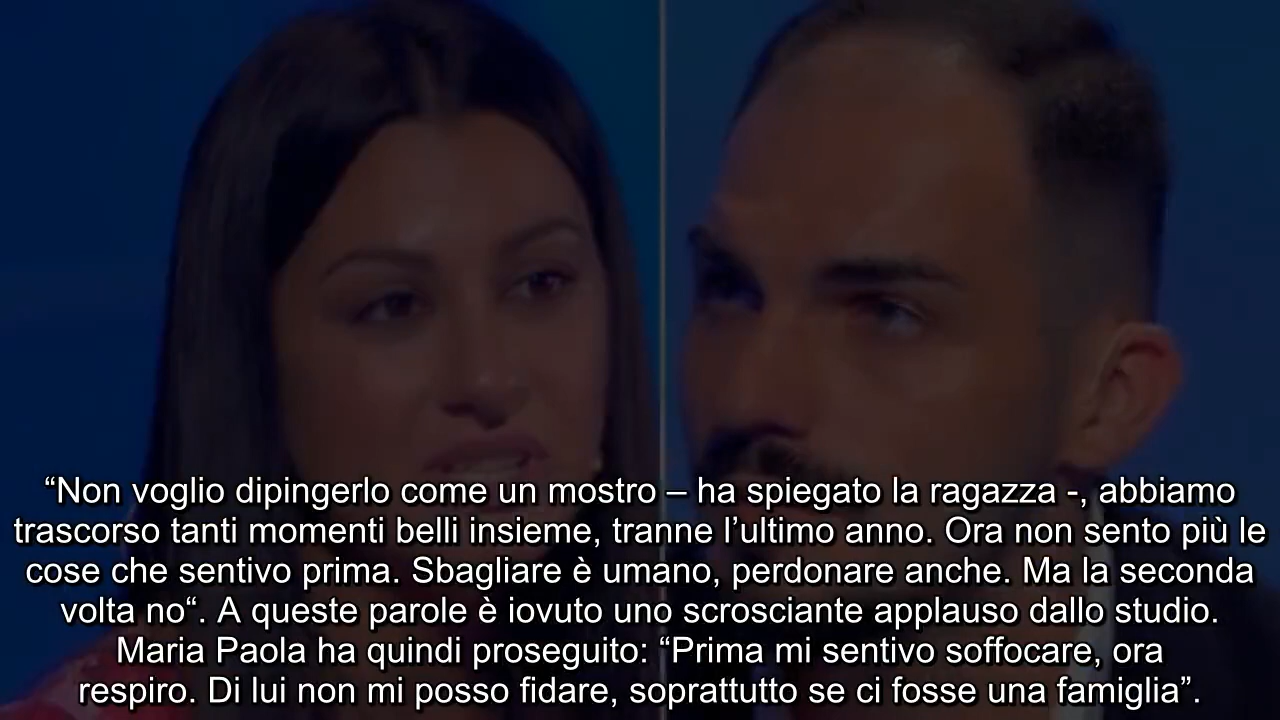 “Non voglio dipingerlo come un mostro – ha spiegato la ragazza -, abbiamo
trascorso tanti momenti belli insieme, tranne l’ultimo anno. Ora non sento più le
cose che sentivo prima. Sbagliare è umano, perdonare anche. Ma la seconda
volta no“. A queste parole è iovuto uno scrosciante applauso dallo studio.
Maria Paola ha quindi proseguito: “Prima mi sentivo soffocare, ora
respiro. Di lui non mi posso fidare, soprattutto se ci fosse una famiglia”.